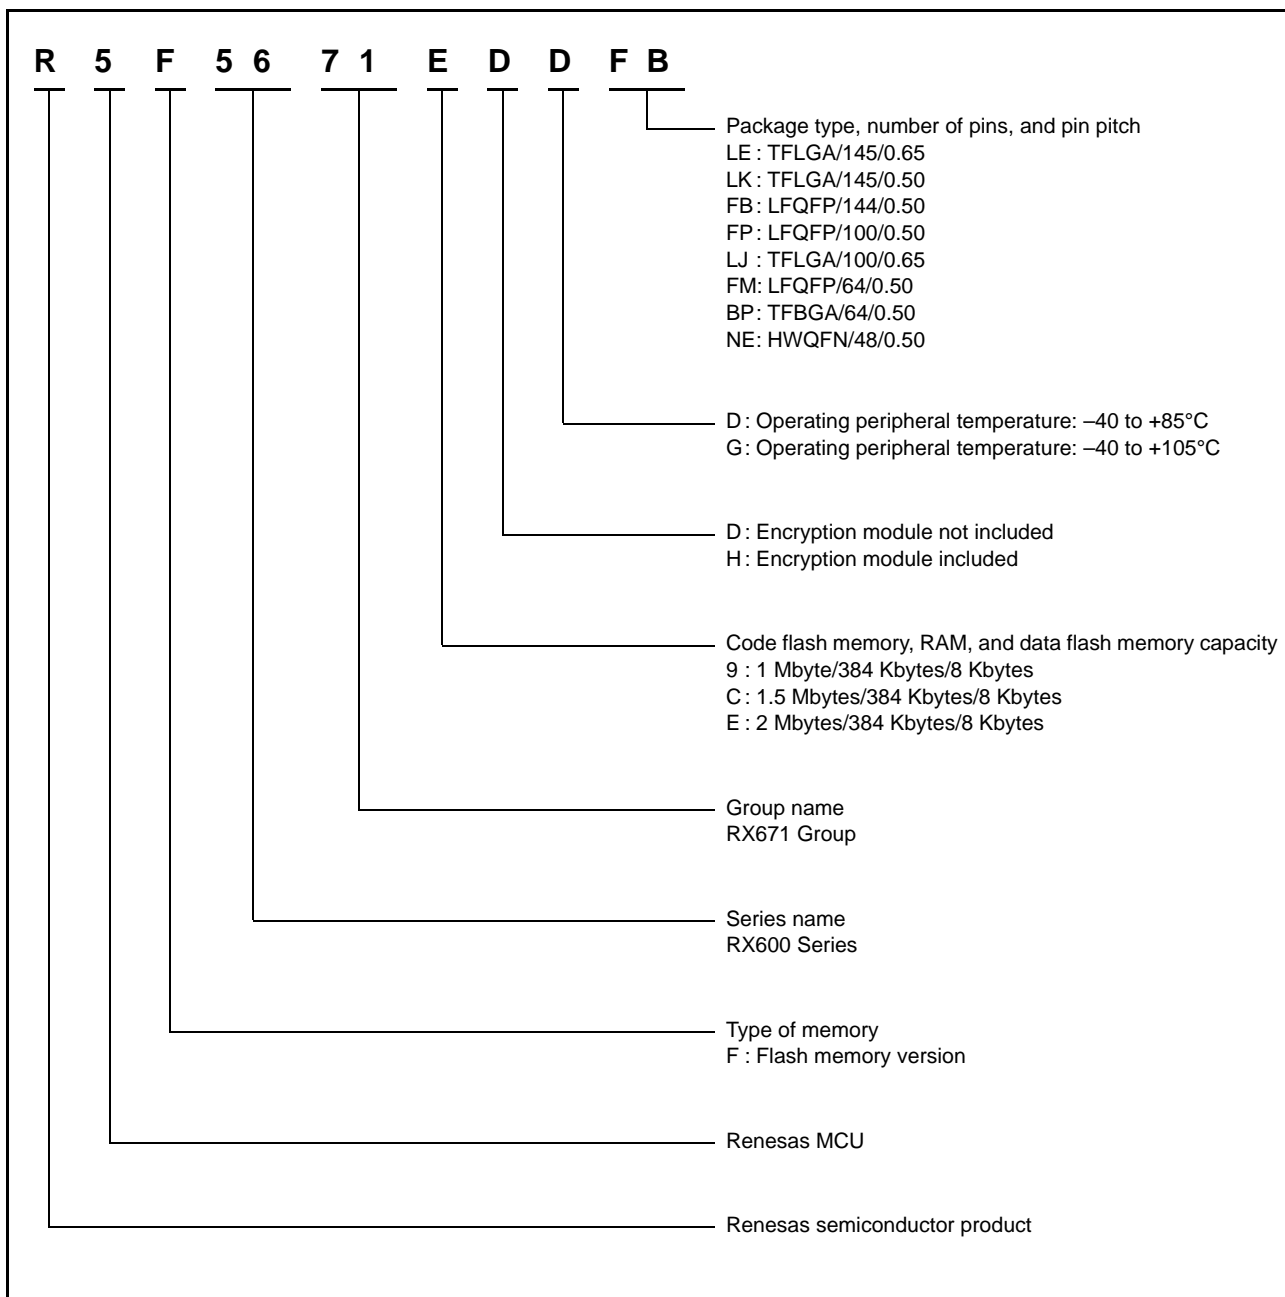 R 5 F 5 6 7 1 E D D F B
Package type, number of pins, and pin pitch
LE : TFLGA/145/0.65
LK : TFLGA/145/0.50
FB : LFQFP/144/0.50
FP : LFQFP/100/0.50
LJ : TFLGA/100/0.65
FM: LFQFP/64/0.50
BP : TFBGA/64/0.50
NE: HWQFN/48/0.50
D : Operating peripheral temperature: –40 to +85°C
G : Operating peripheral temperature: –40 to +105°C
D : Encryption module not included
H : Encryption module included
Code flash memory, RAM, and data flash memory capacity
9 : 1 Mbyte/384 Kbytes/8 Kbytes
C : 1.5 Mbytes/384 Kbytes/8 Kbytes
E : 2 Mbytes/384 Kbytes/8 Kbytes
Group name
RX671 Group
Series name
RX600 Series
Type of memory
F : Flash memory version
Renesas MCU
Renesas semiconductor product